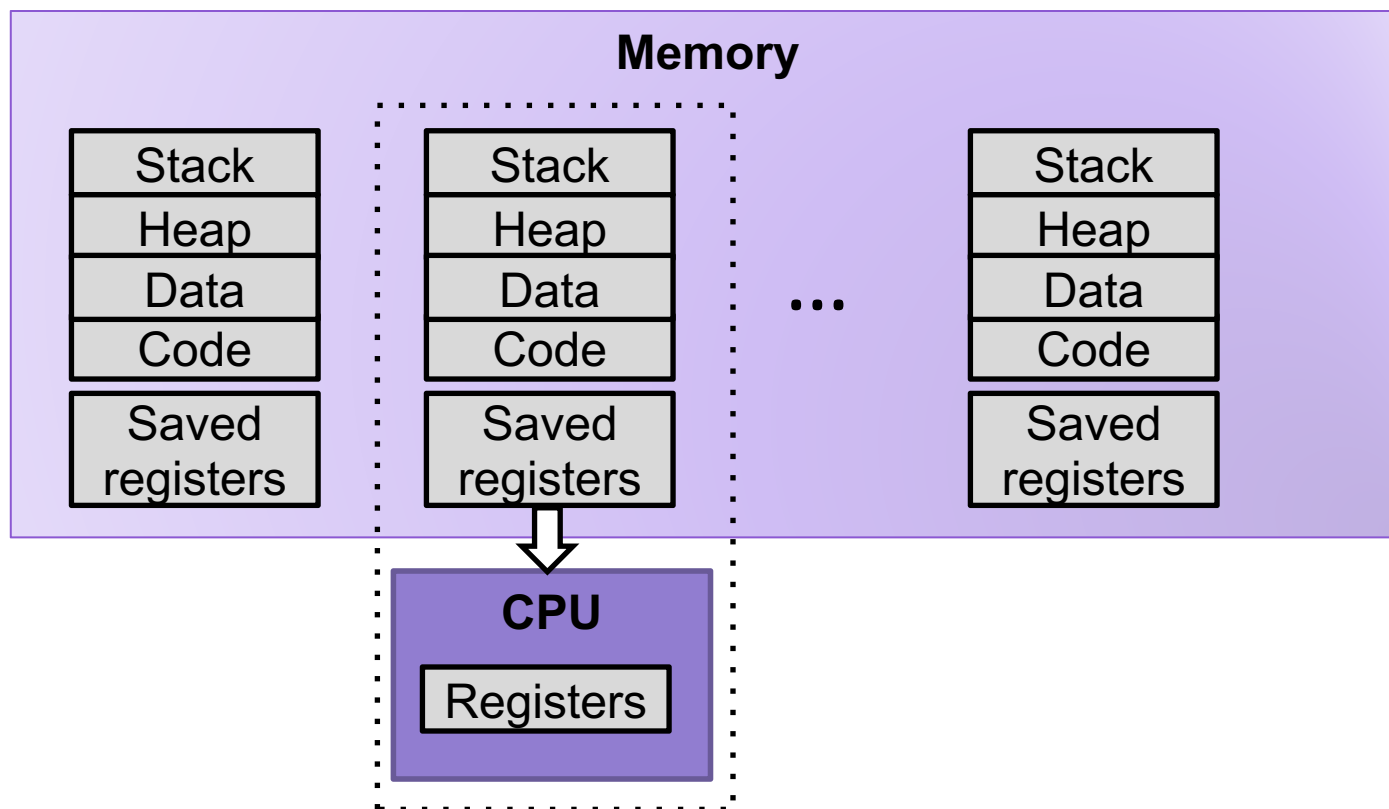 Memory
Stack
Heap
Data
Code
Saved
registers
Stack
Heap
Data
Code
Saved
registers
...
Stack
Heap
Data
Code
Saved
registers
CPU
Registers